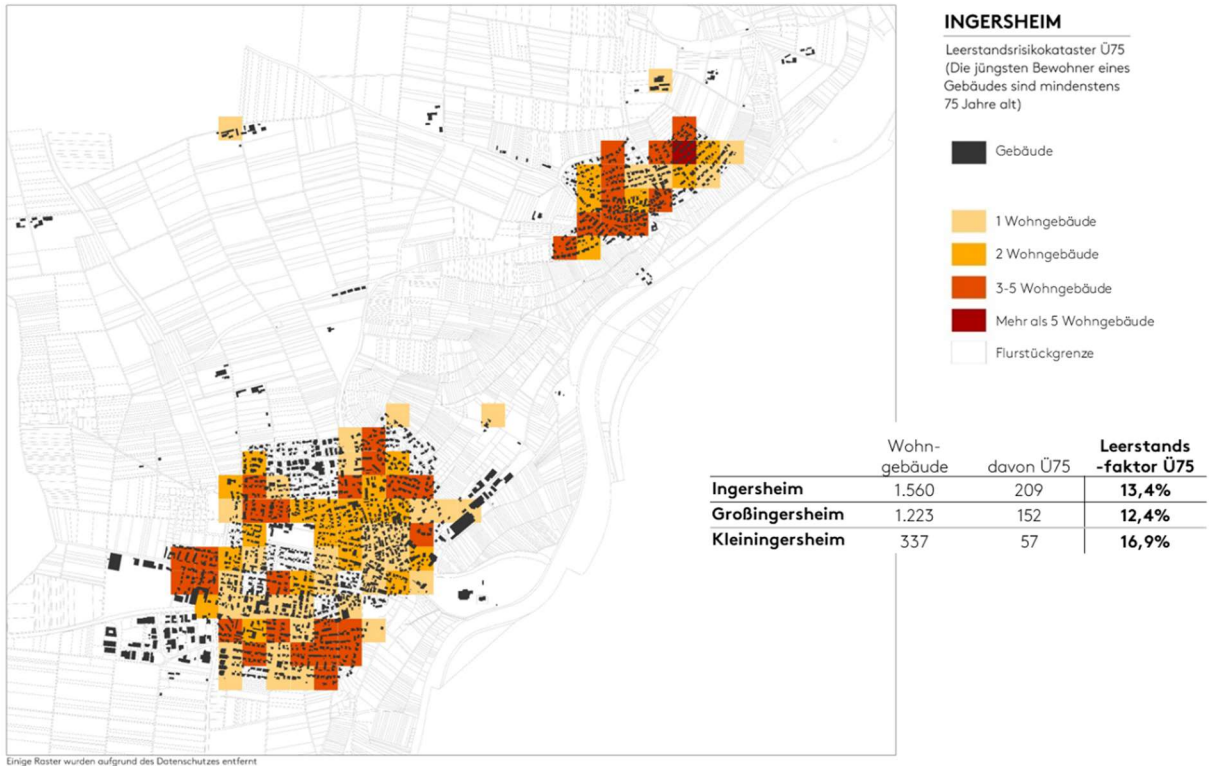 INGERSHEIM
Leerstandsrisikokataster Ü75
(Die jüngsten Bewohner eines
Gebäudes sind mindenstens
75 Jahre alt)
Gebäude
1 Wohngebäude
2 Wohngebäude
3-5 Wohngebäude
Mehr als 5 Wohngebäude
Flurstückgrenze
Wohn-
gebäude davon Ü75 Leerstands
-faktor Ü75
Ingersheim 1.560 209 13,4%
Großingersheim 1.223 152 12,4%
Kleiningersheim 337 57 16,9%
Einige Raster wurden aufgrund des Datenschutzes entfernt